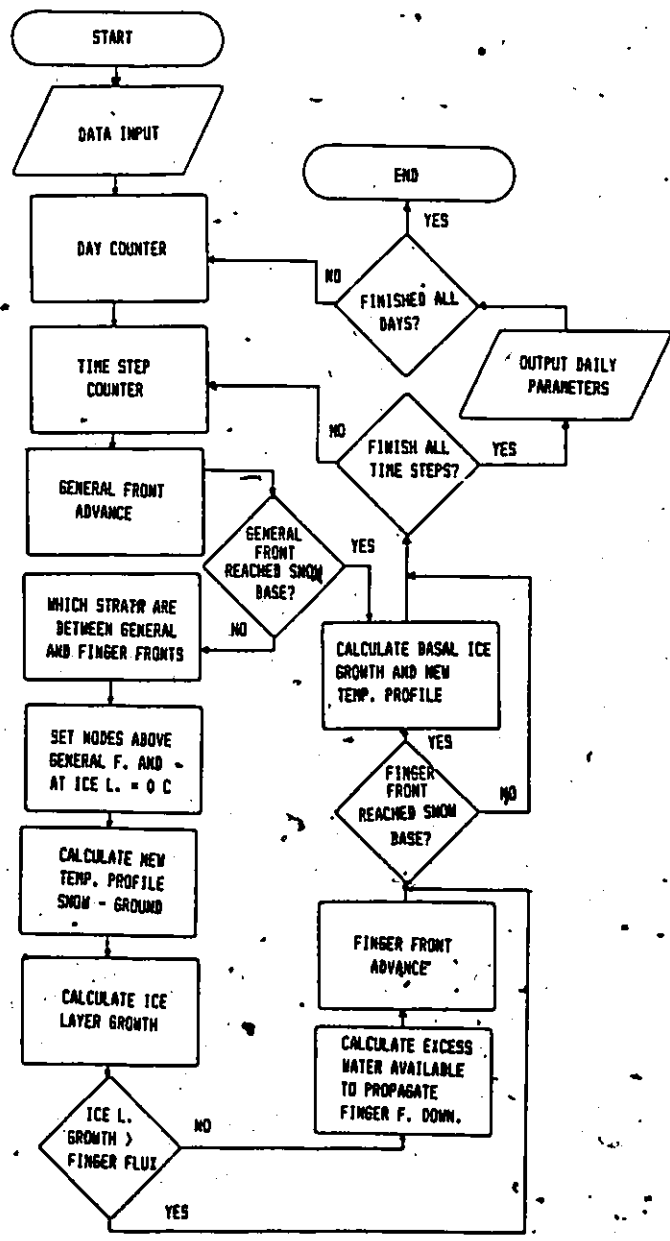 START
DATA INPUT
DAY COUNTER
TIME STEP
COUNTER
GENERAL FRONT
ADVANCE
GENERAL
FRONT
REACHED SNOW
BASE?
YES
NO
WHICH STRATA ARE
BETWEEN GENERAL
AND FINGER FRONTS
SET NODES ABOVE
GENERAL F. AND
AT ICE L. = 0 C
CALCULATE NEW
TEMP. PROFILE
SNOW - GROUND
CALCULATE ICE
LAYER GROWTH
ICE L.
GROWTH >
FINGER FLUX
NO
YES
CALCULATE EXCESS
WATER AVAILABLE
TO PROPAGATE
FINGER F. DOWN.
FINGER FRONT
ADVANCE
FINGER
FRONT
REACHED SNOW
BASE?
YES
NO
CALCULATE BASAL ICE
GROWTH AND NEW
TEMP. PROFILE
FINISH ALL
TIME STEPS?
NO
YES
OUTPUT DAILY
PARAMETERS
FINISHED ALL
DAYS?
NO
YES
END